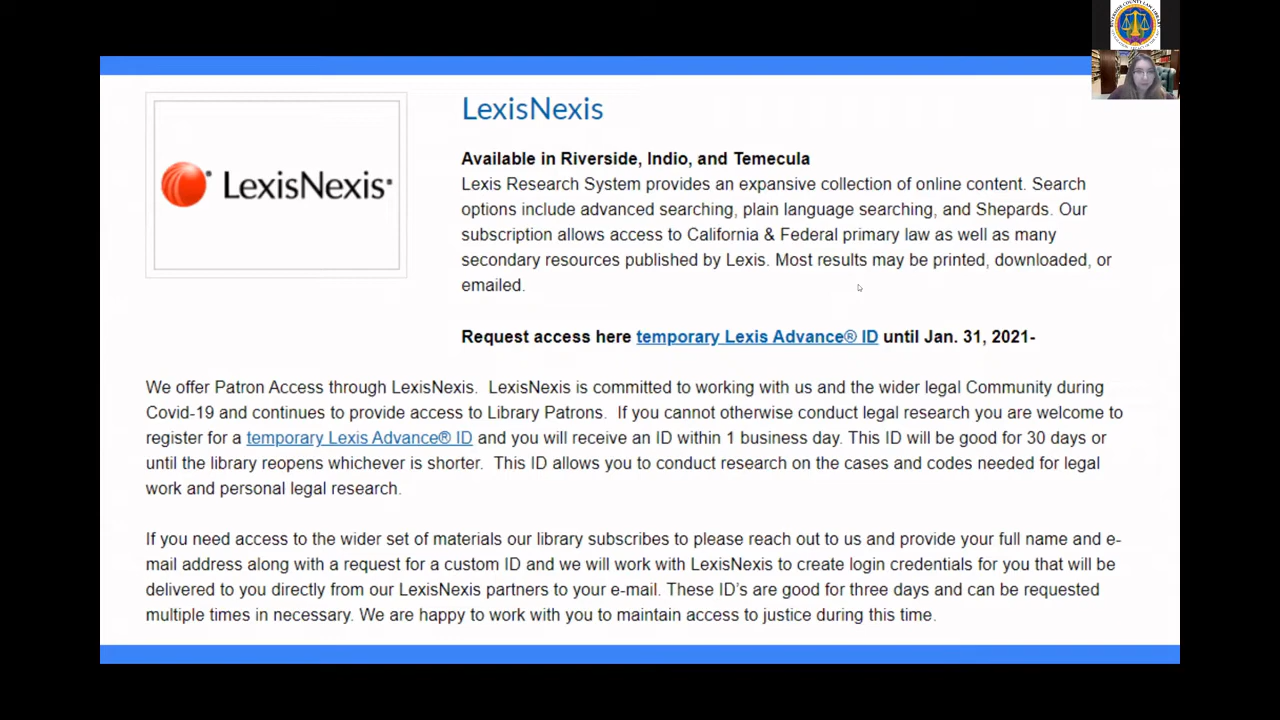 LexisNexis
LexisNexis
Available in Riverside, Indio, and Temecula
Lexis Research System provides an expansive collection of online content. Search
options include advanced searching, plain language searching, and Shepards. Our
subscription allows access to California & Federal primary law as well as many
secondary resources published by Lexis. Most results may be printed, downloaded, or
emailed.
Request access here temporary Lexis Advance® ID until Jan. 31, 2021-
We offer Patron Access through LexisNexis. LexisNexis is committed to working with us and the wider legal Community during
Covid-19 and continues to provide access to Library Patrons. If you cannot otherwise conduct legal research you are welcome to
register for a temporary Lexis Advance® ID and you will receive an ID within 1 business day. This ID will be good for 30 days or
until the library reopens whichever is shorter. This ID allows you to conduct research on the cases and codes needed for legal
work and personal legal research.
If you need access to the wider set of materials our library subscribes to please reach out to us and provide your full name and e-
mail address along with a request for a custom ID and we will work with LexisNexis to create login credentials for you that will be
delivered to you directly from our LexisNexis partners to your e-mail. These ID's are good for three days and can be requested
multiple times in necessary. We are happy to work with you to maintain access to justice during this time.